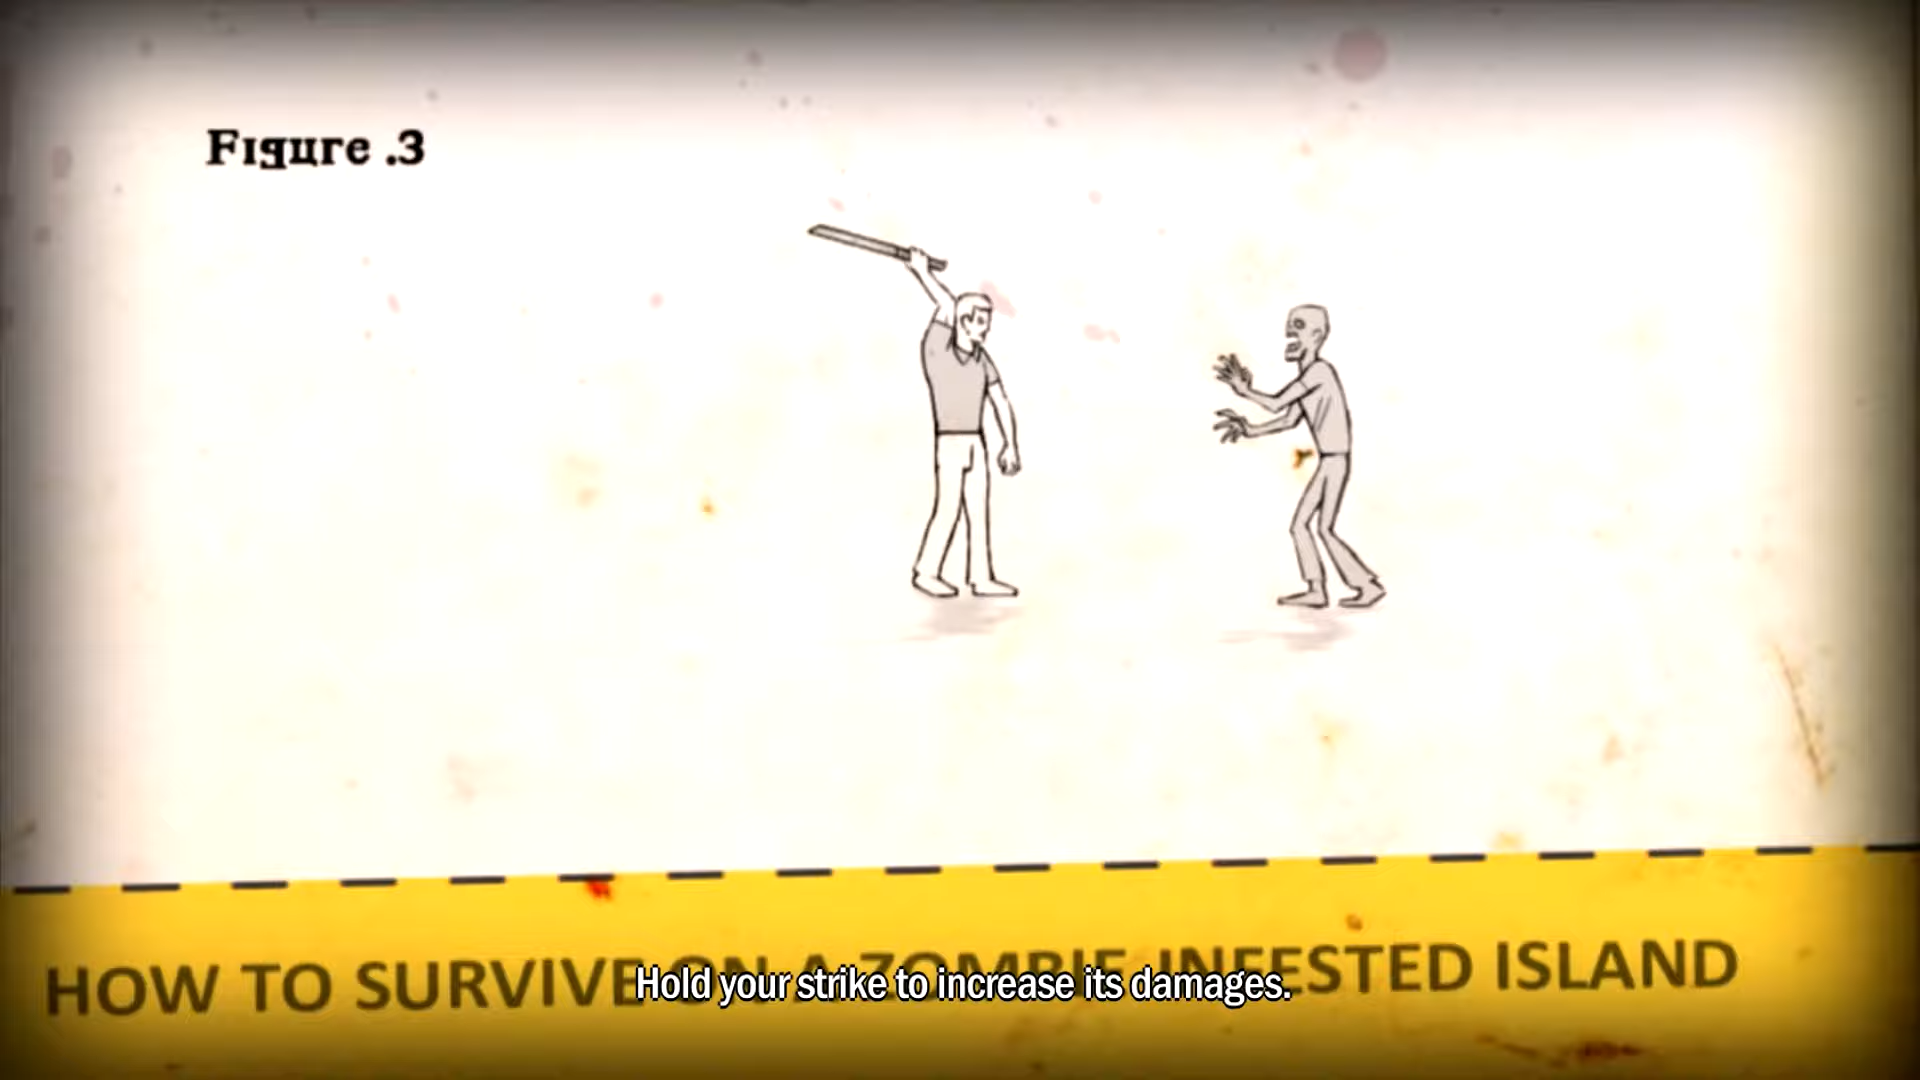 Figure .3
HOW TO SURVIVE ON A ZOMBIE INFESTED ISLAND
Hold your strike to increase its damages.